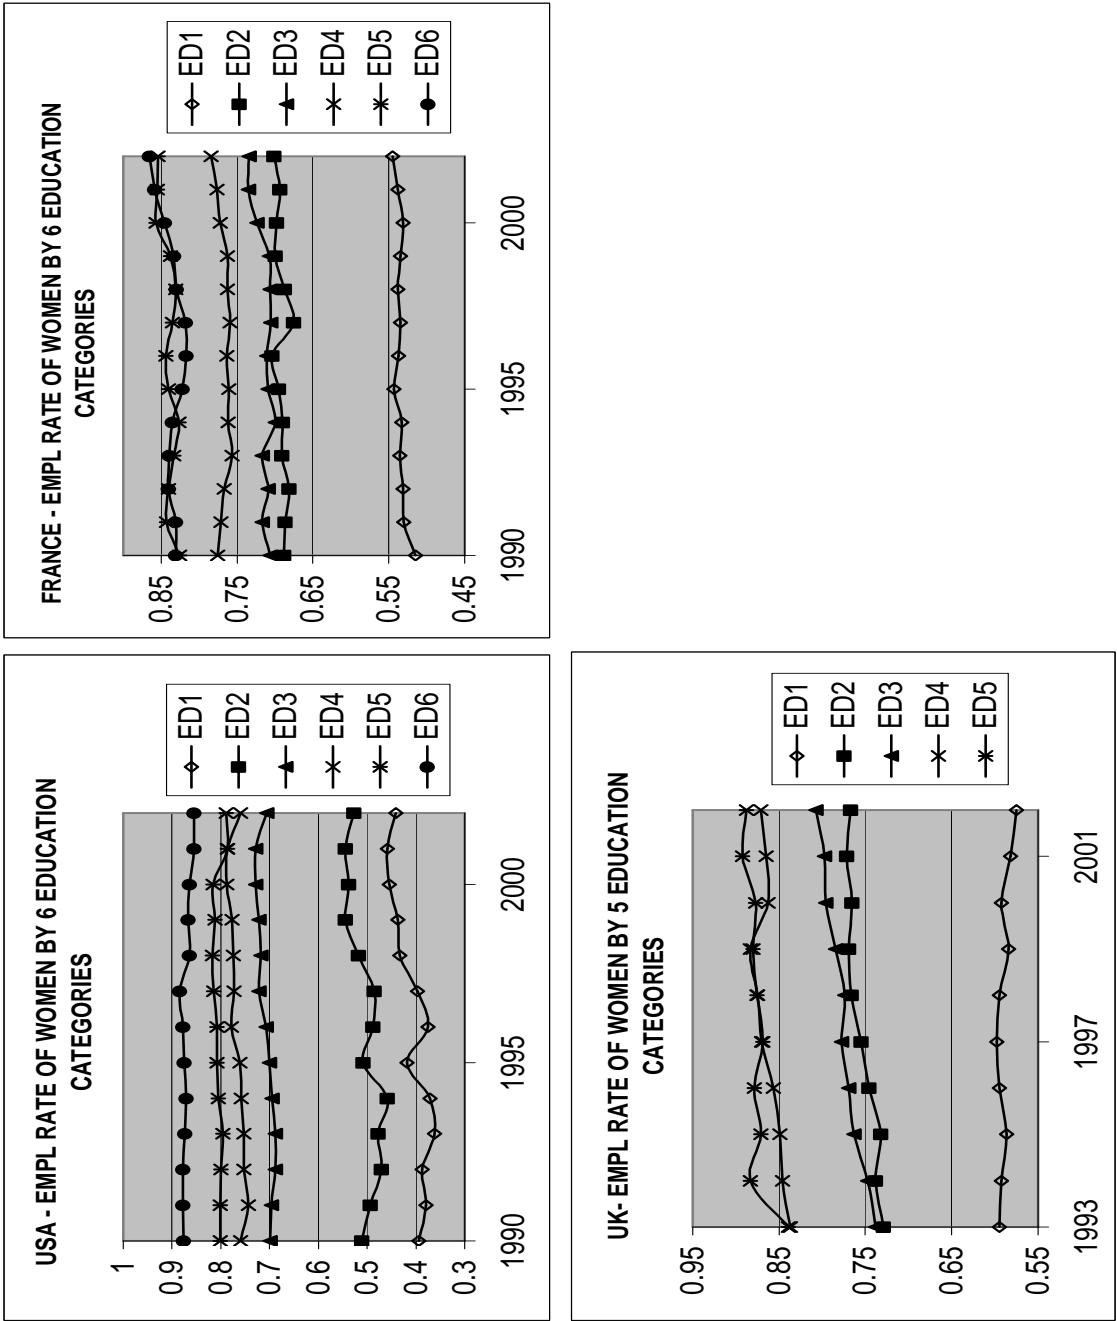 USA - EMPL RATE OF WOMEN BY 6 EDUCATION
CATEGORIES
1
0.9
0.8
0.7
0.6
0.5
0.4
0.3
1990
1995
2000
ED1
ED2
ED3
ED4
ED5
ED6
FRANCE - EMPL RATE OF WOMEN BY 6 EDUCATION
CATEGORIES
0.85
0.75
0.65
0.55
0.45
1990
1995
2000
ED1
ED2
ED3
ED4
ED5
ED6
UK- EMPL RATE OF WOMEN BY 5 EDUCATION
CATEGORIES
0.95
0.85
0.75
0.65
0.55
1993
1997
2001
ED1
ED2
ED3
ED4
ED5